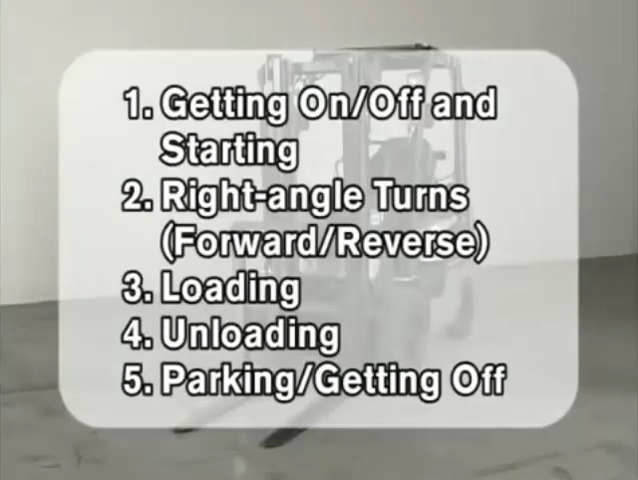 1. Getting On/Off and
Starting
2. Right-angle Turns
(Forward/Reverse)
3. Loading
4. Unloading
5. Parking/Getting Off